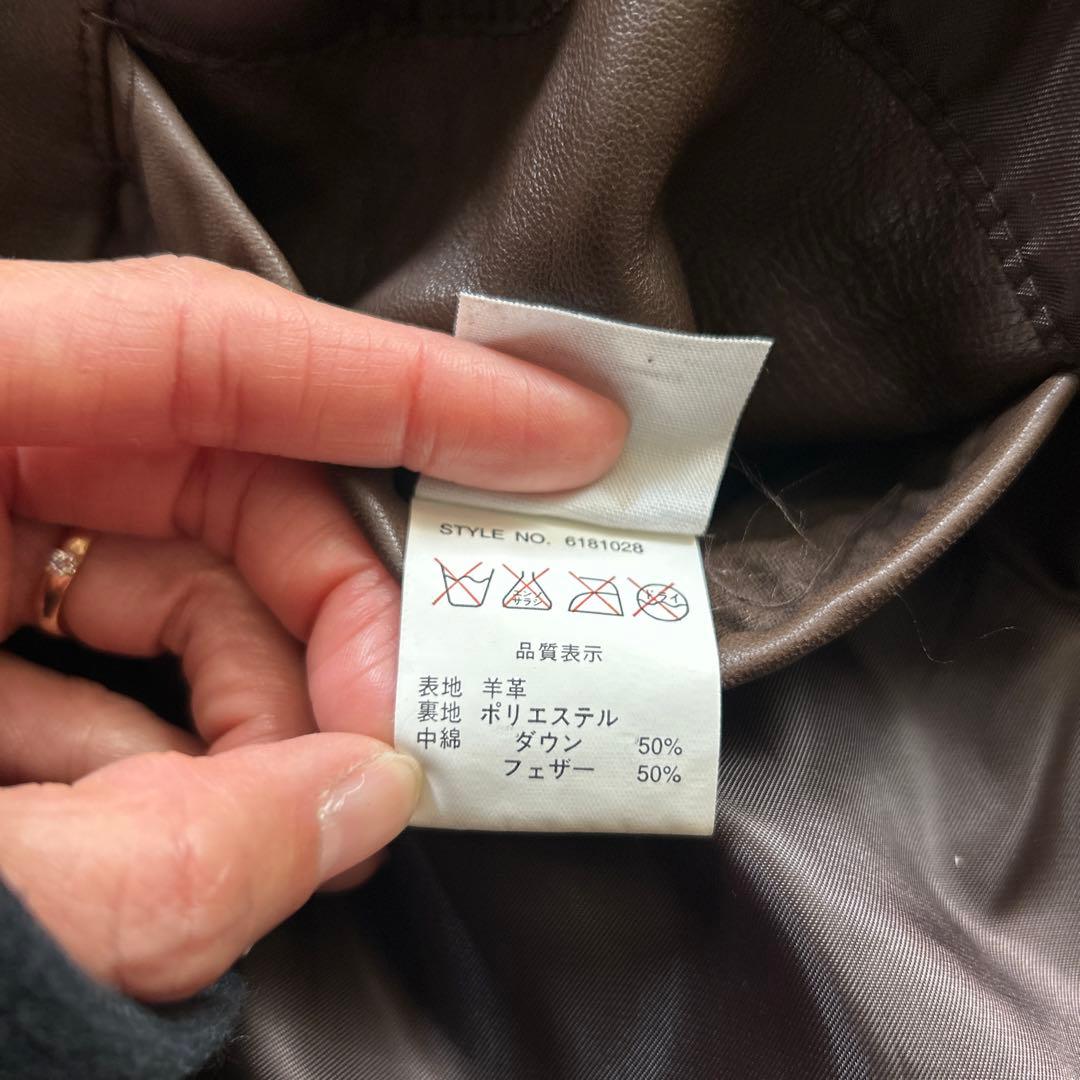 STYLE NO. 6181028
エンソ サラシ ドライ
品質表示
表地 羊革
裏地 ポリエステル
中綿 ダウン 50%
フェザー 50%